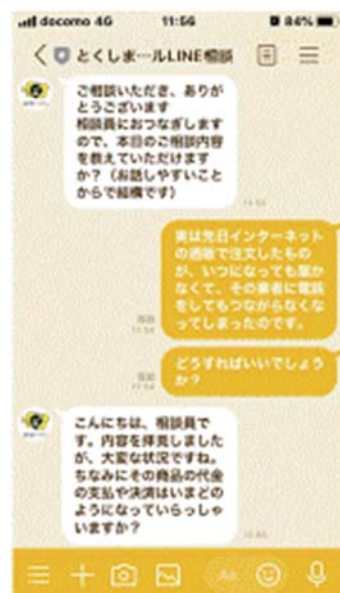 docomo 4G 11:56 84%
とくしま…ルLINE相談
ご相談いただき、ありが
とうございます
相談員におつなぎします
ので、本日のご相談内容
を教えていただけます
か？（お話しやすいこと
からで結構です）
実は先日インターネット
の通販で注文したもの
が、いつになっても届か
なくて、その業者に電話
をしてもつながらなくな
ってしまったのです。
既読
11:54
どうすればいいでしょう
か？
既読
11:54
こんにちは、相談員で
す。内容を拝見しました
が、大変な状況ですね。
ちなみにその商品の代金
の支払や決済はいまどの
ようになっていらっしゃ
いますか？
Aa